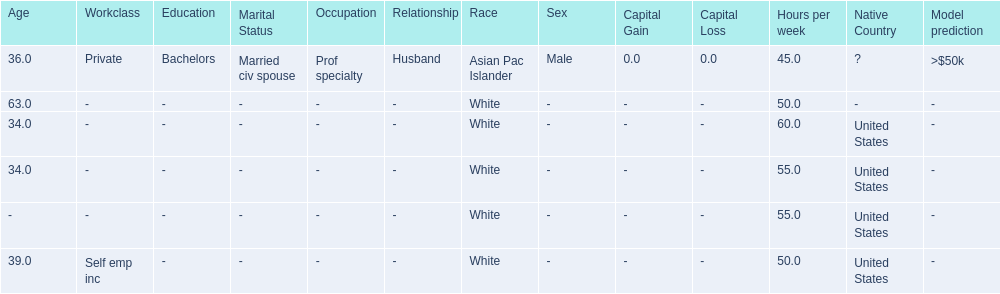 Age Workclass Education Marital Status Occupation Relationship Race Sex Capital Gain Capital Loss Hours per week Native Country Model prediction
36.0 Private Bachelors Married civ spouse Prof specialty Husband Asian Pac Islander Male 0.0 0.0 45.0 ? >$50k
63.0 - - - - - White - - - 50.0 - -
34.0 - - - - - White - - - 60.0 United States -
34.0 - - - - - White - - - 55.0 United States -
- - - - - - White - - - 55.0 United States -
39.0 Self emp inc - - - - White - - - 50.0 United States -